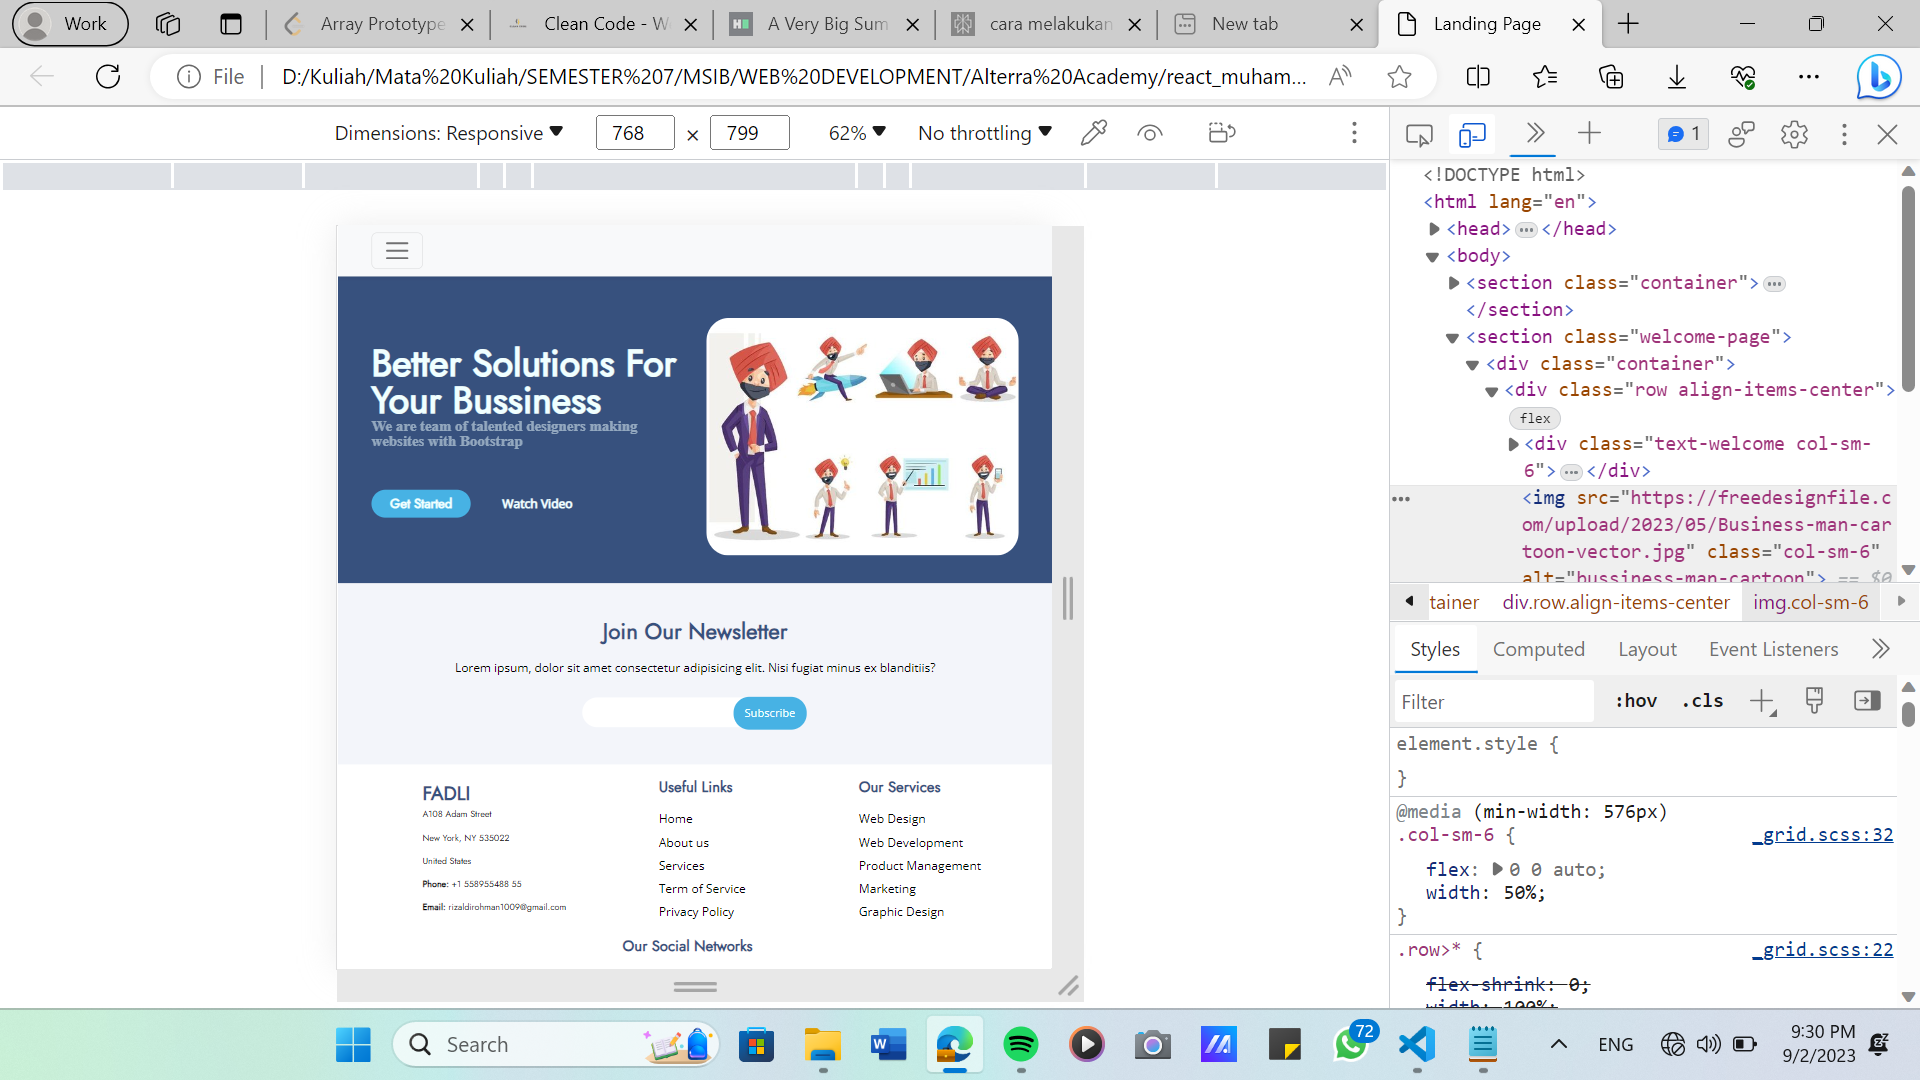 Work
Array Prototype
Clean Code - W
A Very Big Sum
cara melakukan
New tab
Landing Page
File
D:/Kuliah/Mata%20Kuliah/SEMESTER%207/MSIB/WEB%20DEVELOPMENT/Alterra%20Academy/react_muham...
Dimensions: Responsive
768 × 799
62%
No throttling
1
Better Solutions For
Your Bussiness
We are team of talented designers making
websites with Bootstrap
Get Started
Watch Video
Join Our Newsletter
Lorem ipsum, dolor sit amet consectetur adipisicing elit. Nisi fugiat minus ex blanditiis?
Subscribe
FADLI
A108 Adam Street
New York, NY 535022
United States
Phone: +1 558955488 55
Email: rizaldirohman1009@gmail.com
Useful Links
Home
About us
Services
Term of Service
Privacy Policy
Our Services
Web Design
Web Development
Product Management
Marketing
Graphic Design
Our Social Networks
<!DOCTYPE html>
<html lang="en">
<head>…</head>
<body>
<section class="container">…
</section>
<section class="welcome-page">
<div class="container">
<div class="row align-items-center">
flex
<div class="text-welcome col-sm-
6">…</div>
<img src="https://freedesignfile.c
om/upload/2023/05/Business-man-car
toon-vector.jpg" class="col-sm-6"
alt="bussiness-man-cartoon"> == $0
tainer
div.row.align-items-center
img.col-sm-6
Styles
Computed
Layout
Event Listeners
Filter
:hov
.cls
element.style {
}
@media (min-width: 576px)
.col-sm-6 {
_grid.scss:32
flex: 0 0 auto;
width: 50%;
}
.row>* {
_grid.scss:22
flex-shrink: 0;
width: 100%;
Search
72
ENG
9:30 PM
9/2/2023